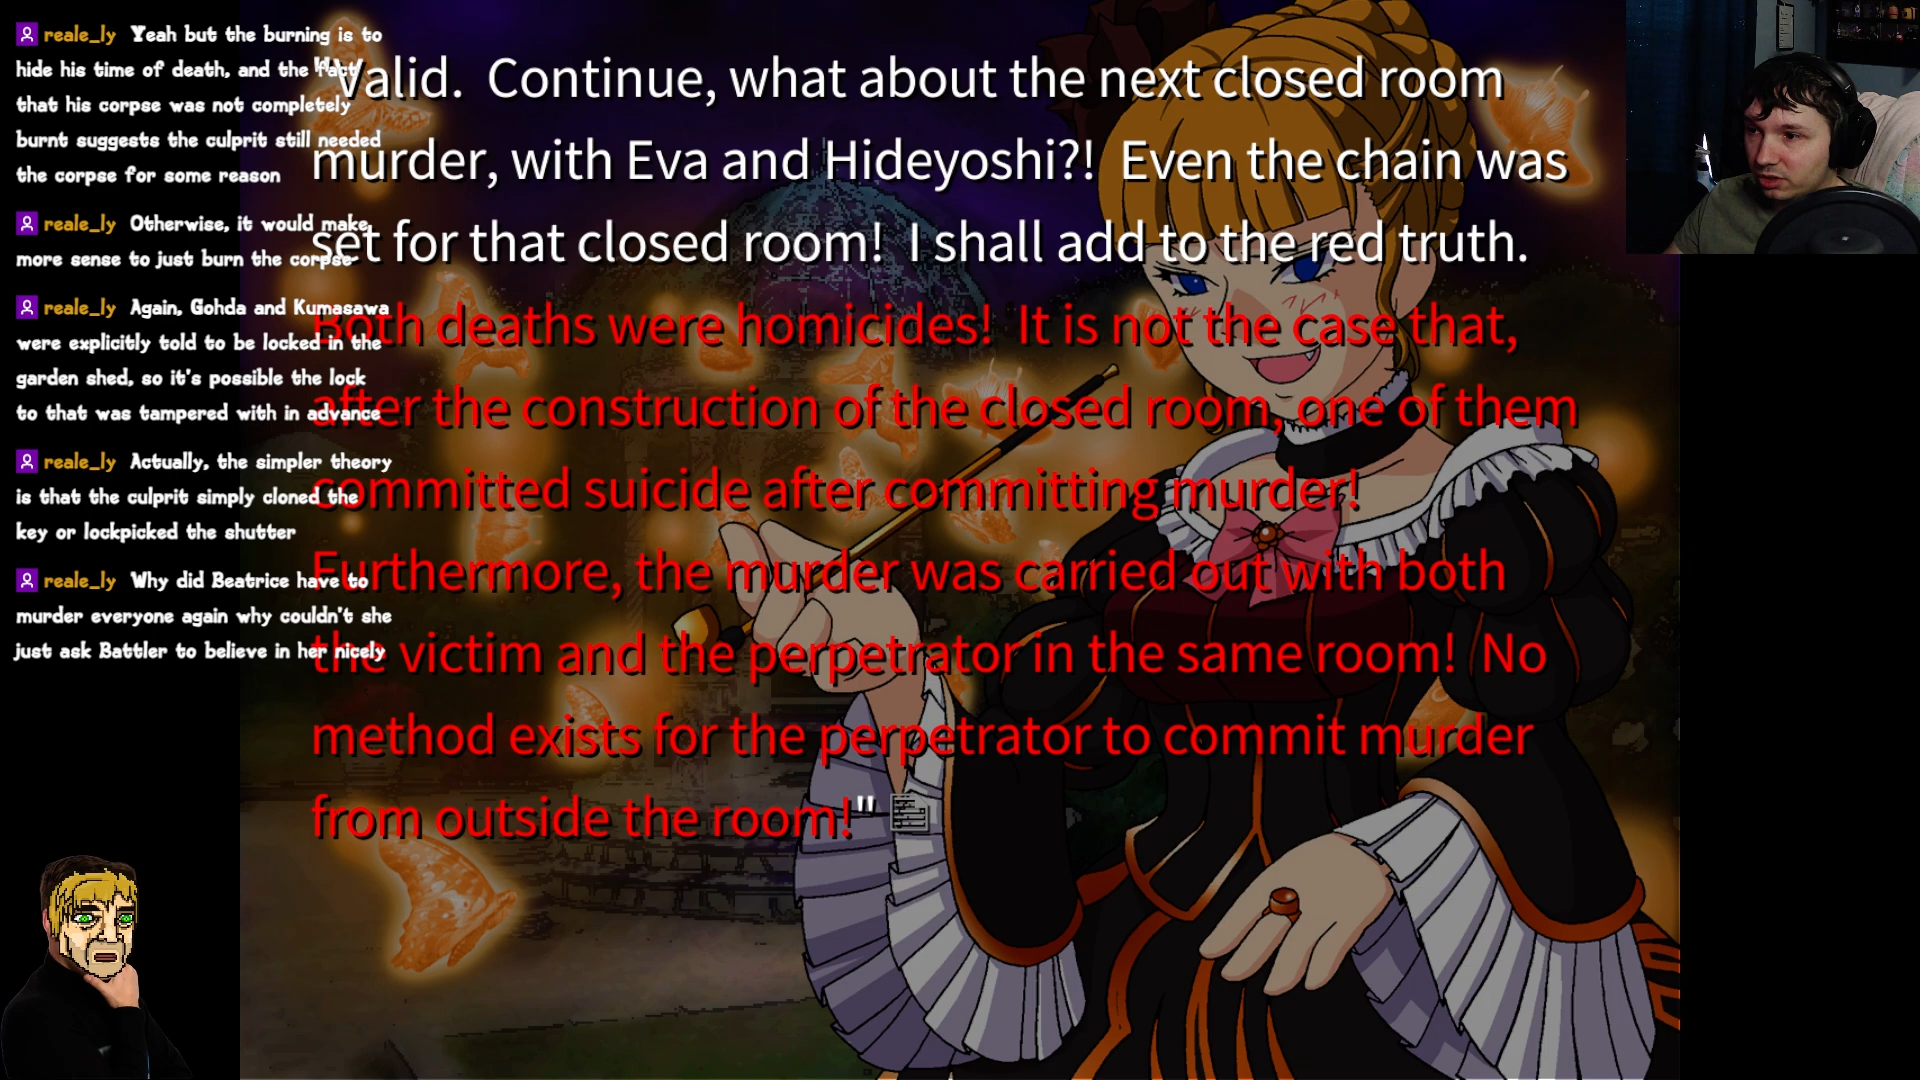 reale_ly Yeah but the burning is to
hide his time of death, and the fact
that his corpse was not completely
burnt suggests the culprit still needed
the corpse for some reason
reale_ly Otherwise, it would make
more sense to just burn the corpse
reale_ly Again, Gohda and Kumasawa
were explicitly told to be locked in the
garden shed, so it's possible the lock
to that was tampered with in advance
reale_ly Actually, the simpler theory
is that the culprit simply cloned the
key or lockpicked the shutter
reale_ly Why did Beatrice have to
murder everyone again why couldn't she
just ask Battler to believe in her nicely
"Valid. Continue, what about the next closed room
murder, with Eva and Hideyoshi?! Even the chain was
set for that closed room! I shall add to the red truth.
Both deaths were homicides! It is not the case that,
after the construction of the closed room, one of them
committed suicide after committing murder!
Furthermore, the murder was carried out with both
the victim and the perpetrator in the same room! No
method exists for the perpetrator to commit murder
from outside the room!"